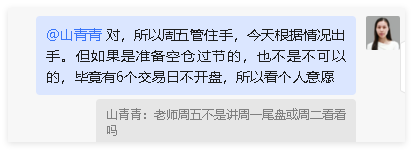 @山青青 对，所以周五管住手，今天根据情况出
手。但如果是准备空仓过节的，也不是不可以
的，毕竟有6个交易日不开盘，所以看个人意愿
山青青：老师周五不是讲周一尾盘或周二看看
吗